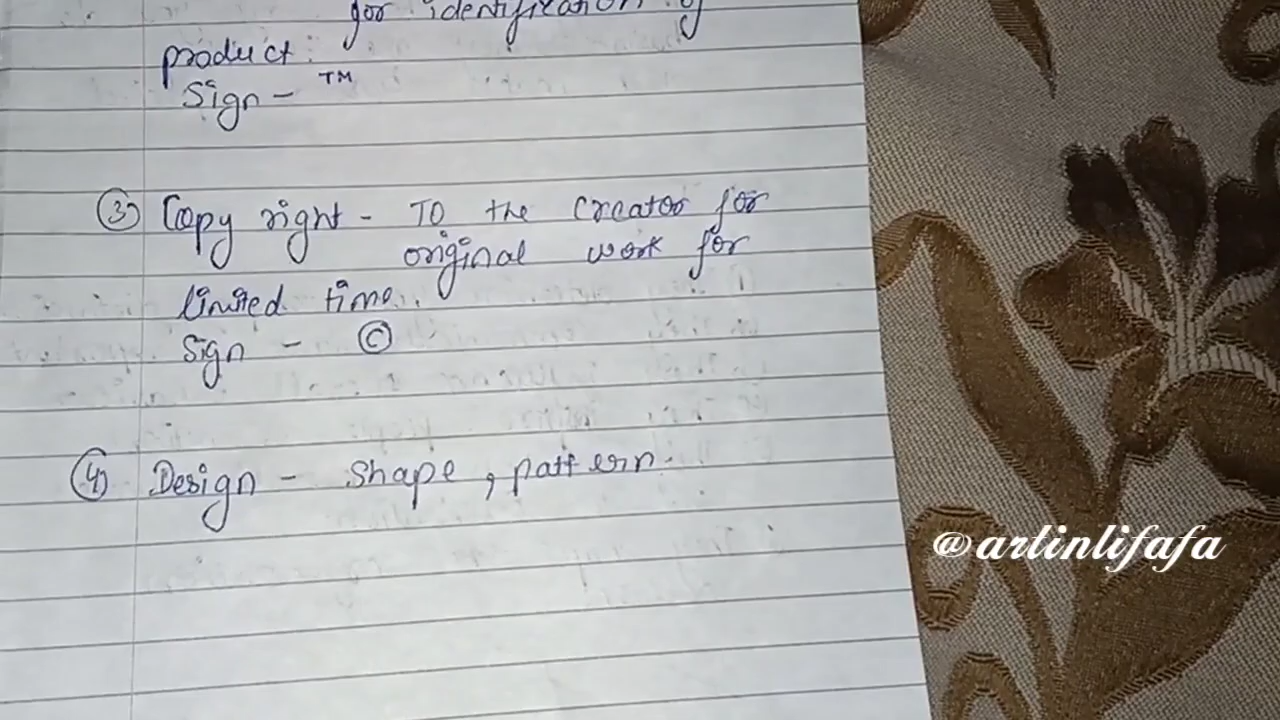 for identification of
product.
Sign - TM
③ Copy right - TO the creator for
original work for
limited time.
Sign - ©
④ Design - Shape, pattern.
@artinlifafa